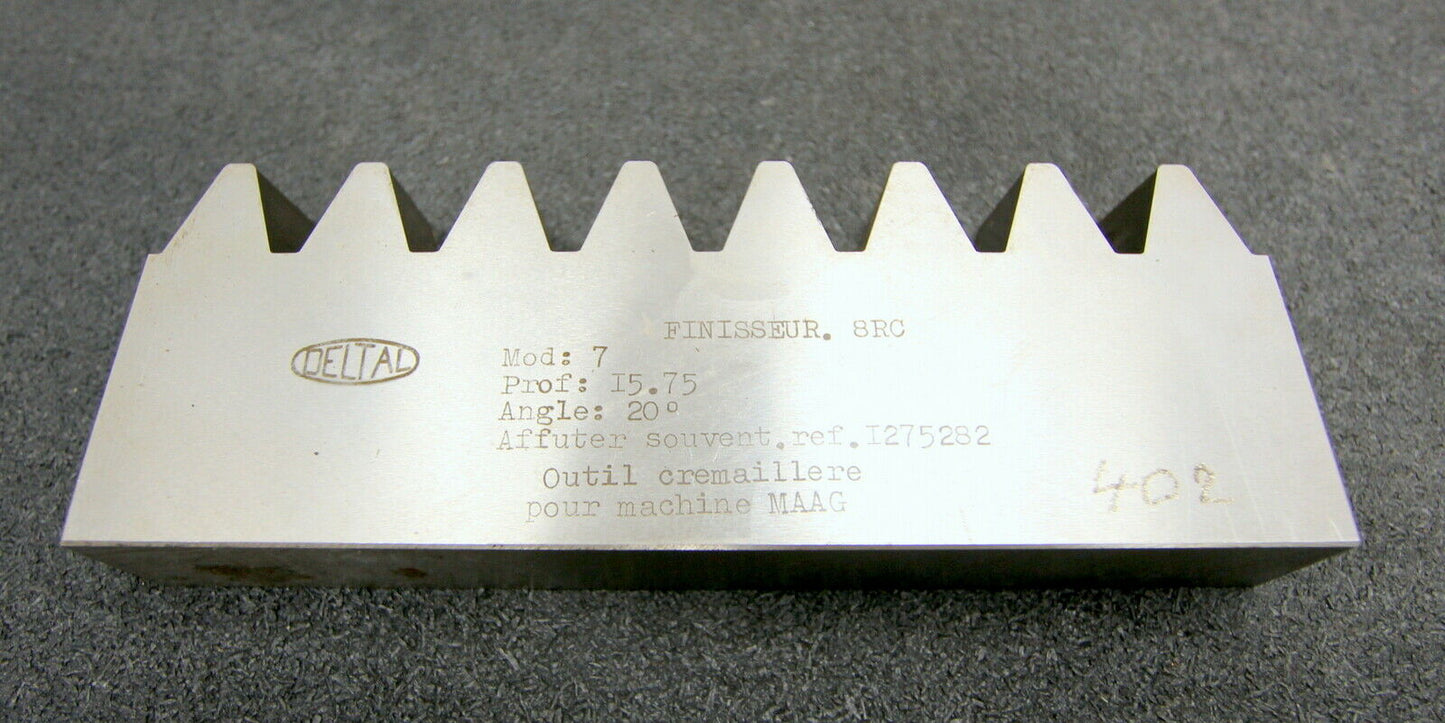 FINISSEUR. 8RC
DELTAL
Mod: 7
Prof: I5.75
Angle: 20°
Affuter souvent.ref.I275282
Outil cremaillere
pour machine MAAG
402